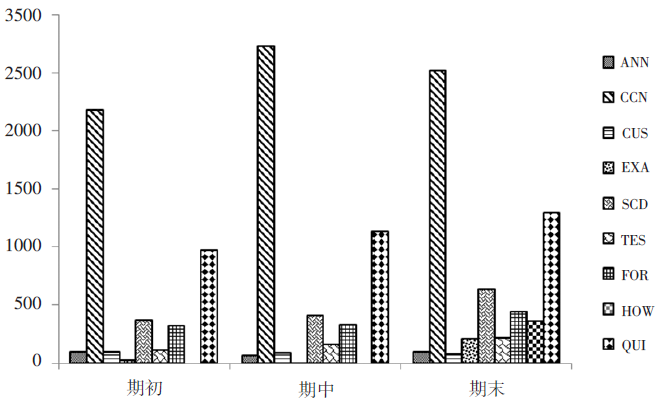 3500
2500
2000
1500
1000
500
0
期初
期中
期末
ANN
CCN
CUS
EXA
SCD
TES
FOR
HOW
QUI